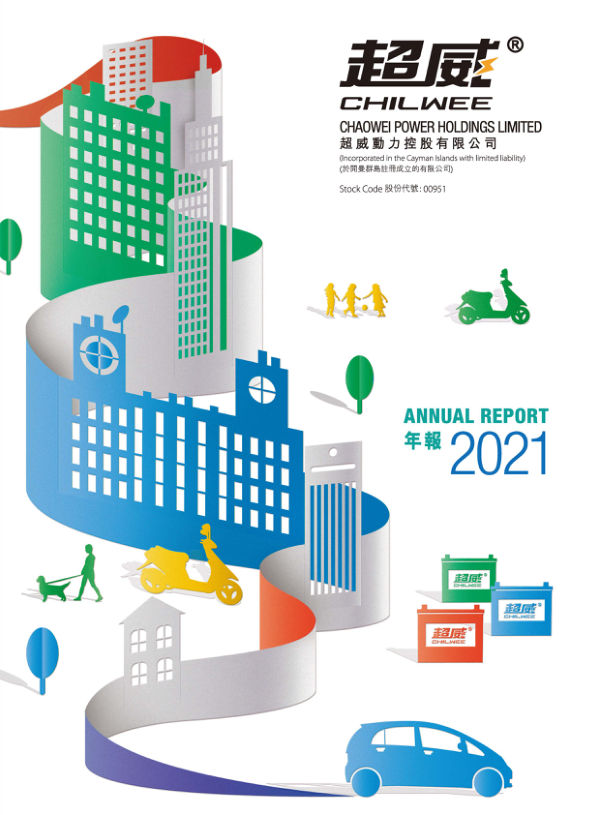 超威®
CHILWEE
CHAOWEI POWER HOLDINGS LIMITED
超威動力控股有限公司
(Incorporated in the Cayman Islands with limited liability)
(於開曼群島註冊成立的有限公司)
Stock Code 股份代號: 00951
ANNUAL REPORT
年報 2021
超威®
CHILWEE
超威®
CHILWEE
超威®
CHILWEE